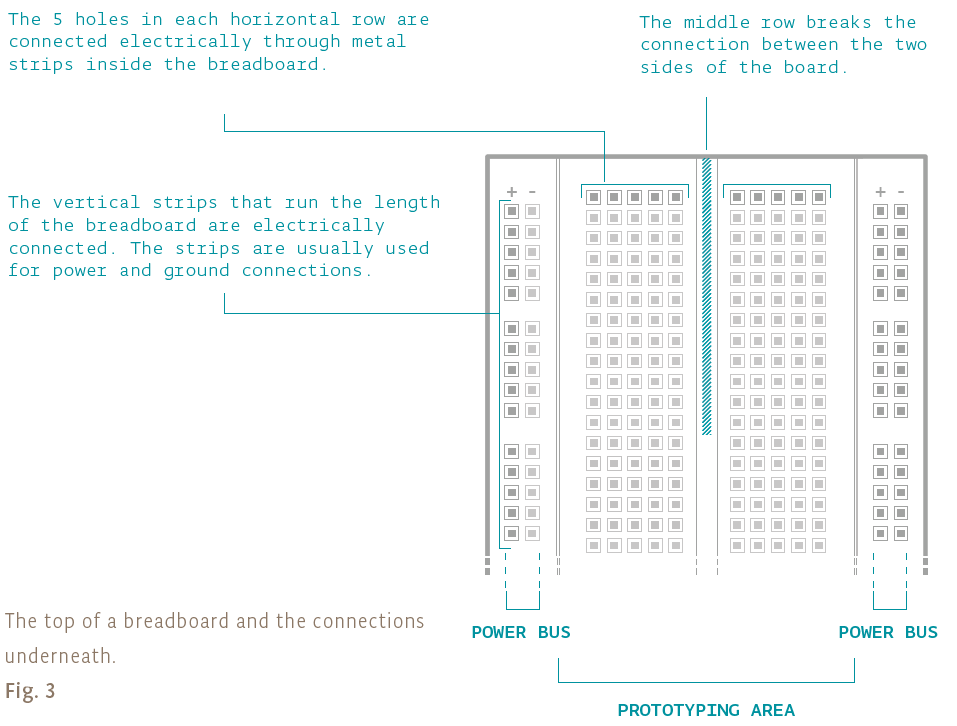 The 5 holes in each horizontal row are
connected electrically through metal
strips inside the breadboard.
The middle row breaks the
connection between the two
sides of the board.
The vertical strips that run the length
of the breadboard are electrically
connected. The strips are usually used
for power and ground connections.
+ -
+ -
POWER BUS
POWER BUS
PROTOTYPING AREA
The top of a breadboard and the connections
underneath.
Fig. 3